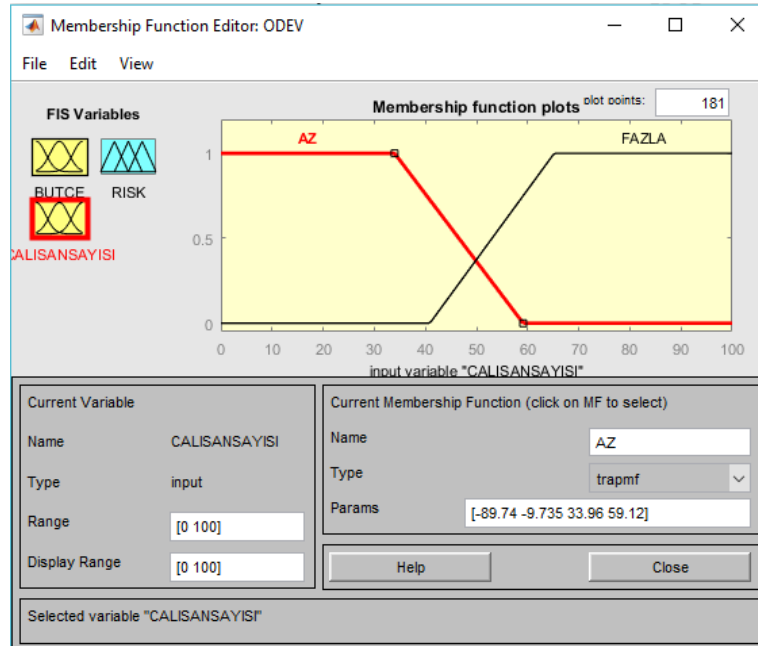 Membership Function Editor: ODEV
File Edit View
FIS Variables
BUTCE RISK
CALISANSAYISI
Membership function plots plot points: 181
AZ FAZLA
1
0.5
0
0 10 20 30 40 50 60 70 80 90 100
input variable "CALISANSAYISI"
Current Variable
Name CALISANSAYISI
Type input
Range [0 100]
Display Range [0 100]
Current Membership Function (click on MF to select)
Name AZ
Type trapmf
Params [-89.74 -9.735 33.96 59.12]
Help Close
Selected variable "CALISANSAYISI"